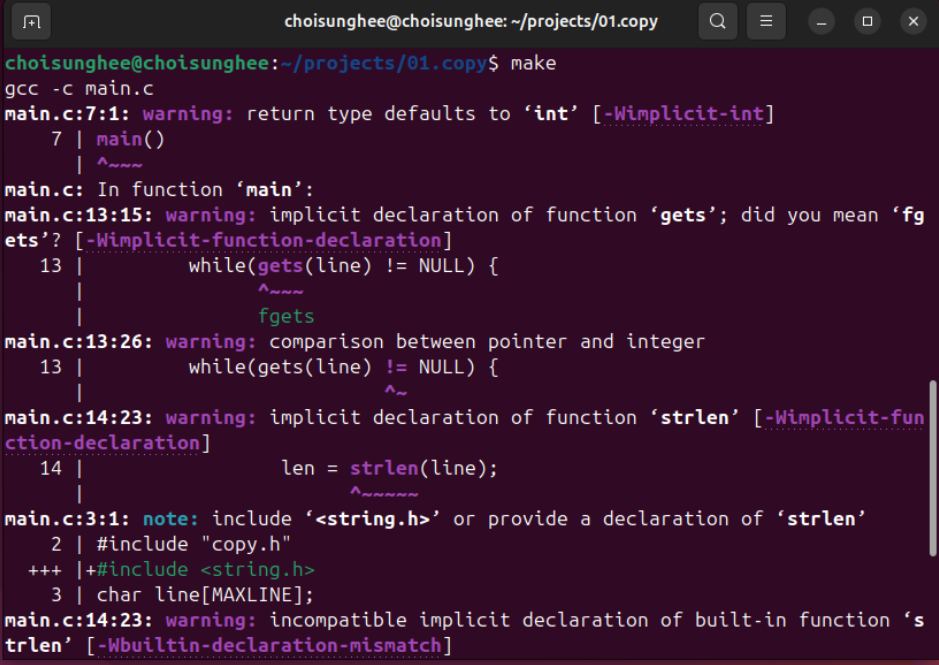 choisunghee@choisunghee: ~/projects/01.copy
choisunghee@choisunghee:~/projects/01.copy$ make
gcc -c main.c
main.c:7:1: warning: return type defaults to ‘int’ [-Wimplicit-int]
    7 | main()
      | ^~~~
main.c: In function ‘main’:
main.c:13:15: warning: implicit declaration of function ‘gets’; did you mean ‘fg
ets’? [-Wimplicit-function-declaration]
   13 |         while(gets(line) != NULL) {
      |               ^~~~
      |               fgets
main.c:13:26: warning: comparison between pointer and integer
   13 |         while(gets(line) != NULL) {
      |                          ^~
main.c:14:23: warning: implicit declaration of function ‘strlen’ [-Wimplicit-fun
ction-declaration]
   14 |                 len = strlen(line);
      |                       ^~~~~~
main.c:3:1: note: include ‘<string.h>’ or provide a declaration of ‘strlen’
    2 | #include "copy.h"
  +++ |+#include <string.h>
    3 | char line[MAXLINE];
main.c:14:23: warning: incompatible implicit declaration of built-in function ‘s
trlen’ [-Wbuiltin-declaration-mismatch]